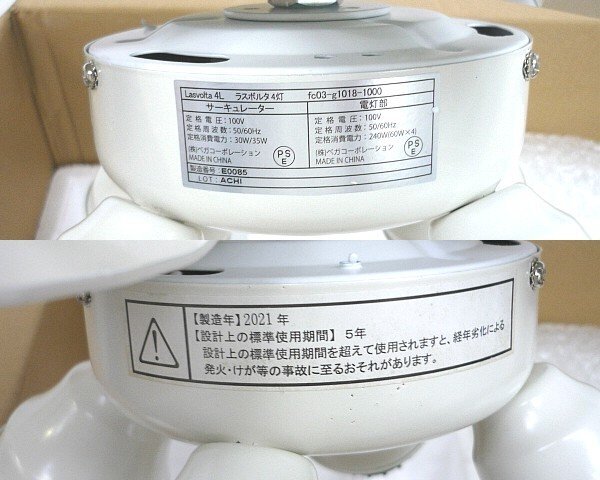 Lasvolta 4L ラスボルタ4灯 fc03-g1018-1000
サーキュレーター
定格電圧：100V
定格周波数：50/60Hz
定格消費電力：30W/35W
(株)ベガコーポレーション
MADE IN CHINA
PS
E
電灯部
定格電圧：100V
定格周波数：50/60Hz
定格消費電力：240W(60W×4)
(株)ベガコーポレーション
MADE IN CHINA
PS
E
製造番号：E0085
LOT：ACHI
【製造年】2021年
【設計上の標準使用期間】5年
設計上の標準使用期間を超えて使用されますと、経年劣化による
発火・けが等の事故に至るおそれがあります。